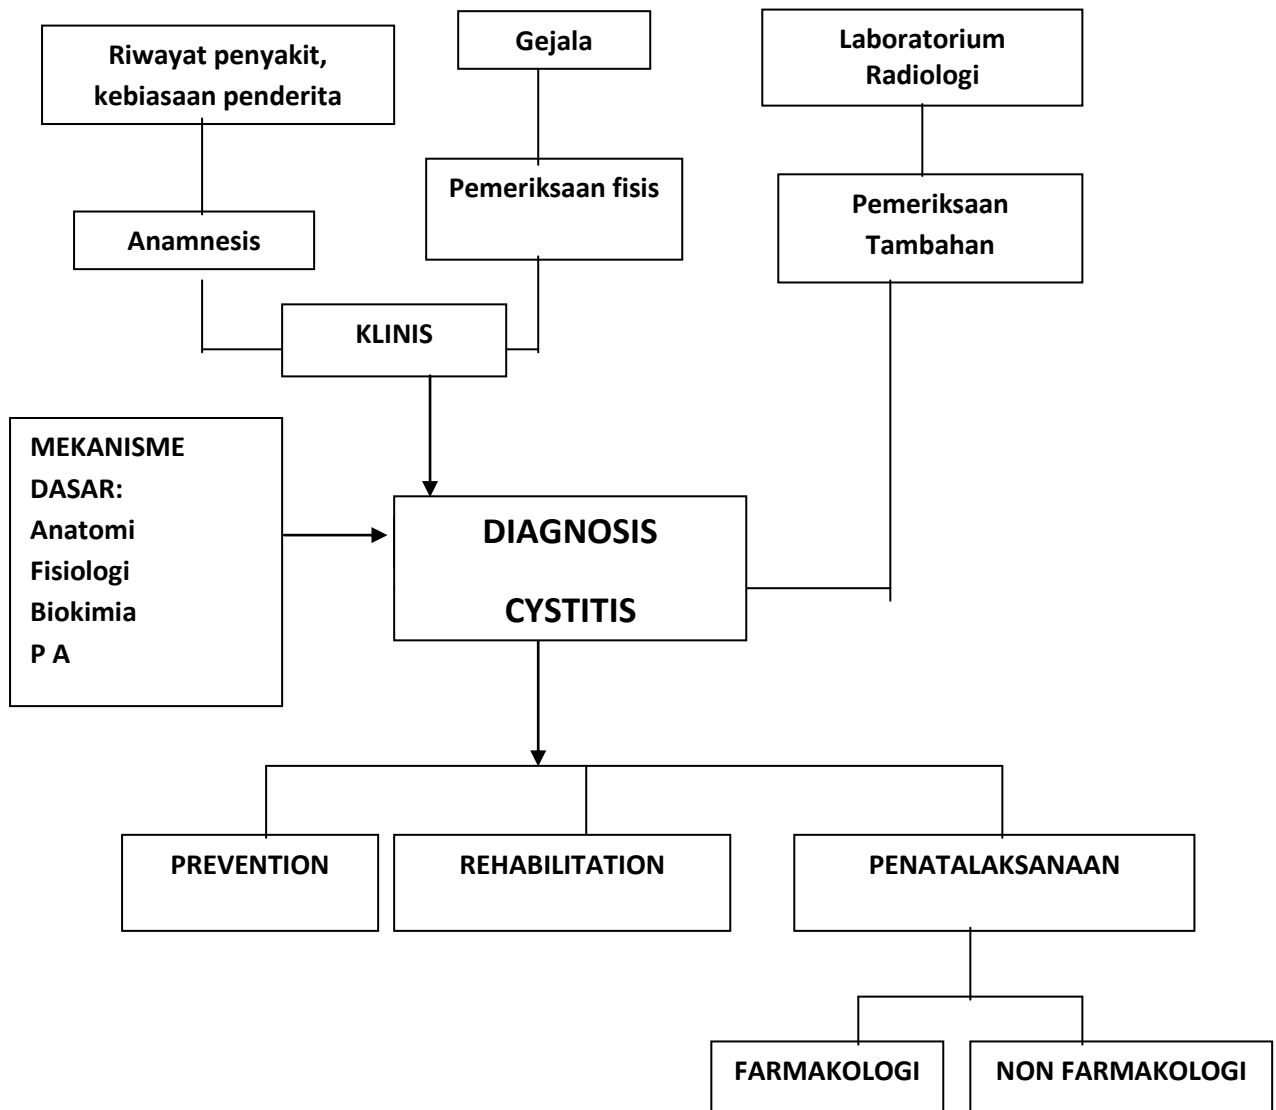 Riwayat penyakit,
kebiasaan penderita
Gejala
Laboratorium
Radiologi
Anamnesis
Pemeriksaan fisis
Pemeriksaan
Tambahan
KLINIS
MEKANISME
DASAR:
Anatomi
Fisiologi
Biokimia
P A
DIAGNOSIS
CYSTITIS
PREVENTION
REHABILITATION
PENATALAKSANAAN
FARMAKOLOGI
NON FARMAKOLOGI